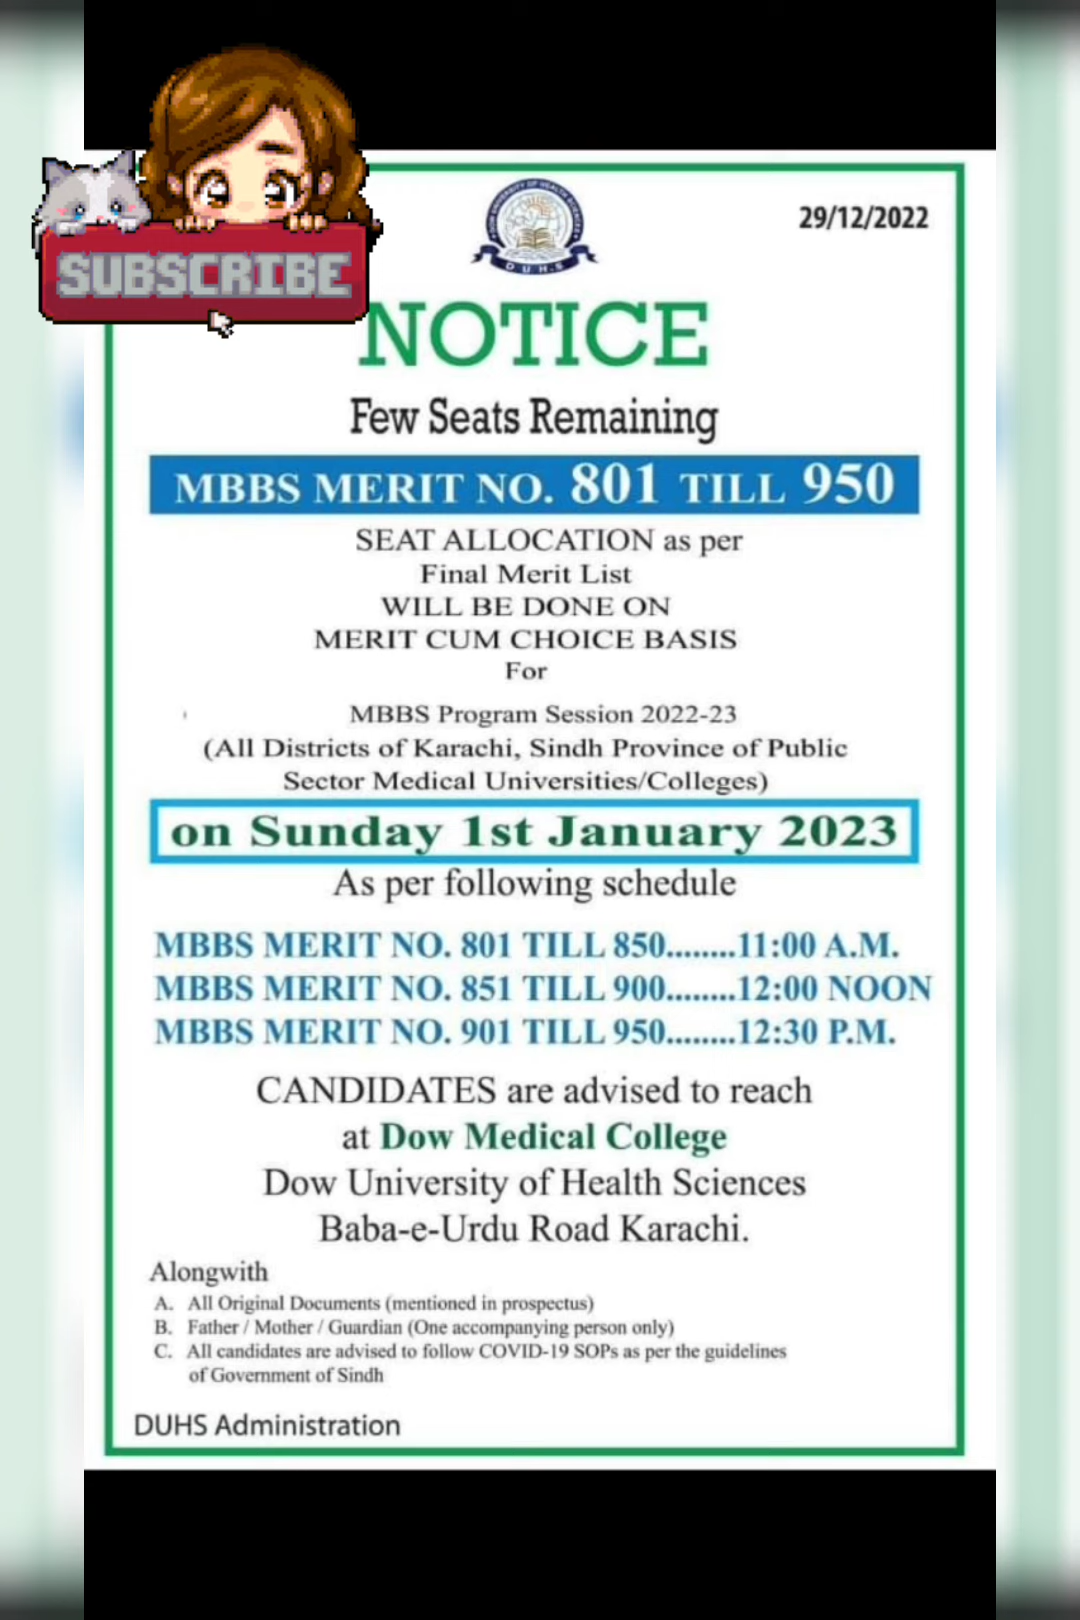 SUBSCRIBE
DOW UNIVERSITY OF HEALTH SCIENCES
D U H S
29/12/2022
NOTICE
Few Seats Remaining
MBBS MERIT NO. 801 TILL 950
SEAT ALLOCATION as per
Final Merit List
WILL BE DONE ON
MERIT CUM CHOICE BASIS
For
MBBS Program Session 2022-23
(All Districts of Karachi, Sindh Province of Public
Sector Medical Universities/Colleges)
on Sunday 1st January 2023
As per following schedule
MBBS MERIT NO. 801 TILL 850........11:00 A.M.
MBBS MERIT NO. 851 TILL 900........12:00 NOON
MBBS MERIT NO. 901 TILL 950........12:30 P.M.
CANDIDATES are advised to reach
at Dow Medical College
Dow University of Health Sciences
Baba-e-Urdu Road Karachi.
Alongwith
A. All Original Documents (mentioned in prospectus)
B. Father / Mother / Guardian (One accompanying person only)
C. All candidates are advised to follow COVID-19 SOPs as per the guidelines
of Government of Sindh
DUHS Administration